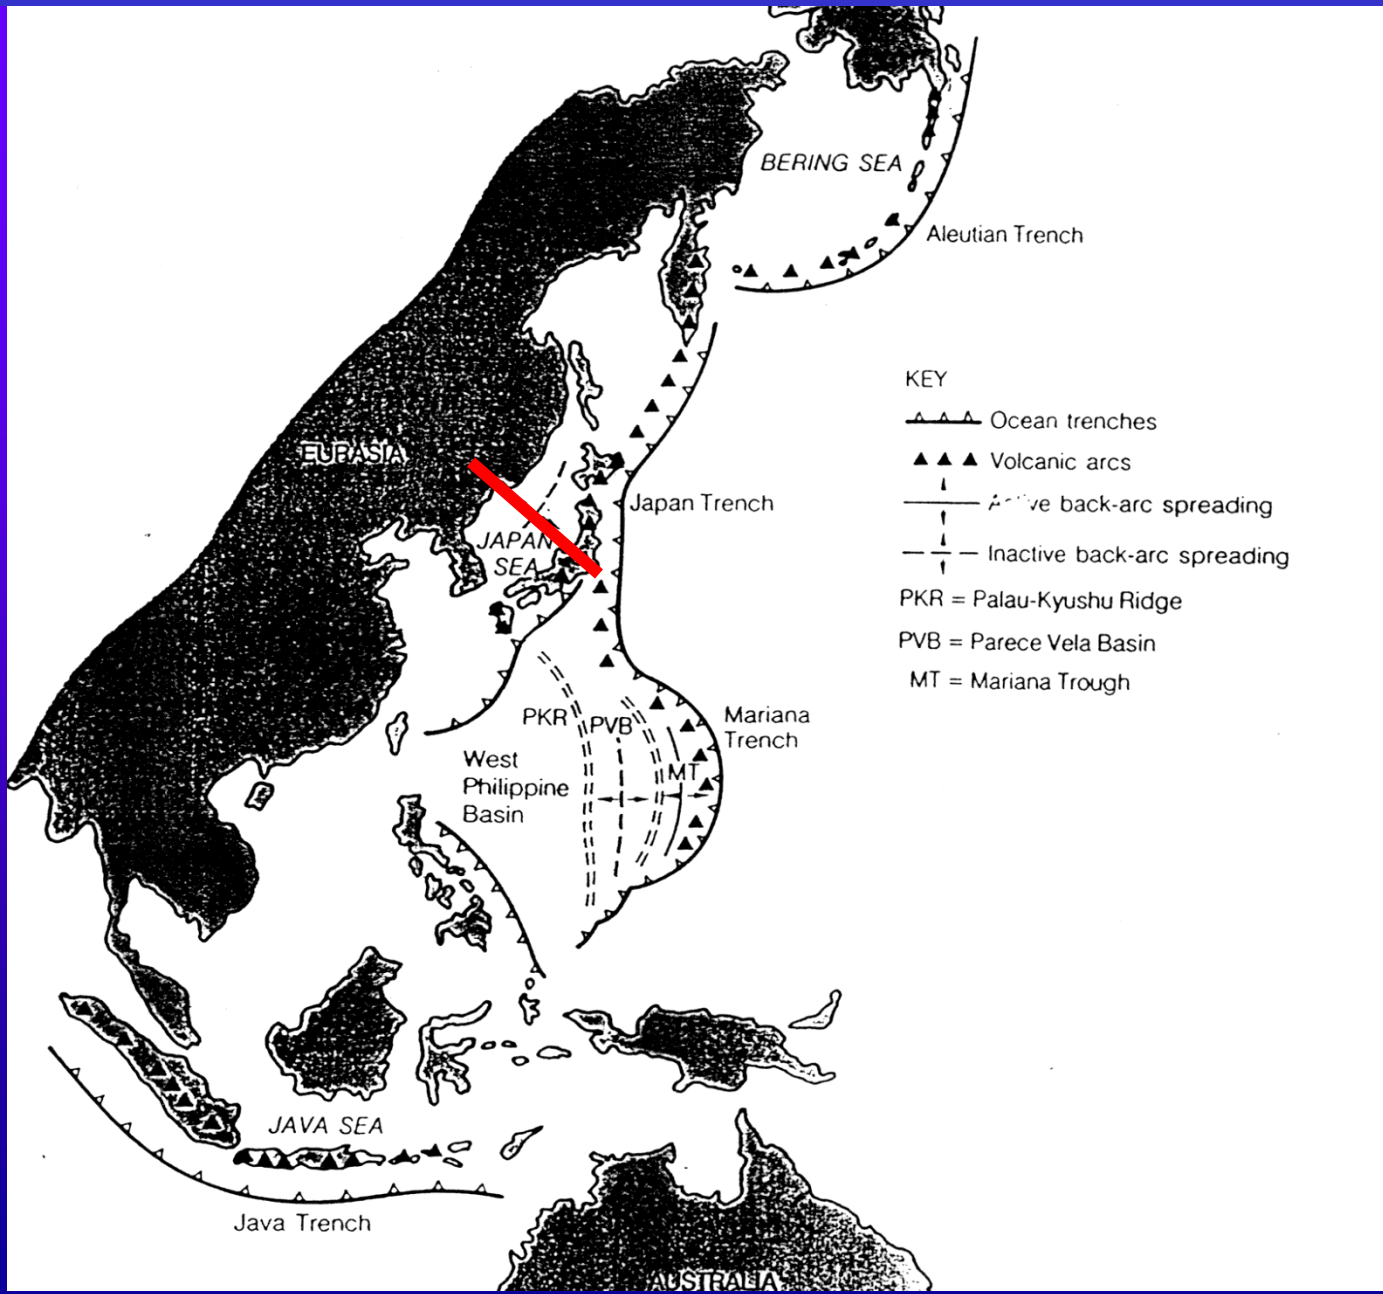 BERING SEA
Aleutian Trench
KEY
Ocean trenches
EURASIA
Volcanic arcs
Japan Trench
back-arc spreading
JAPAN
SEA
Inactive back-arc spreading
PKR = Palau-Kyushu Ridge
PVB = Parece Vela Basin
MT = Mariana Trough
PKR
PVB
Mariana
Trench
West
Philippine
Basin
MT
JAVA SEA
Java Trench
AUSTRALIA